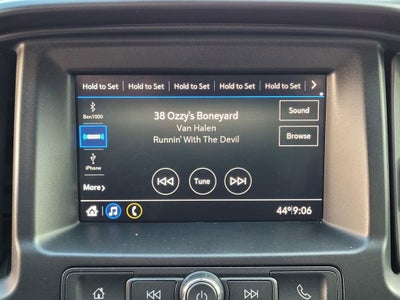 Hold to Set Hold to Set Hold to Set Hold to Set Hold to Set
Ben1000
38 Ozzy's Boneyard
Van Halen
Runnin' With The Devil
Sound
Browse
iPhone
More
Tune
44° 9:06